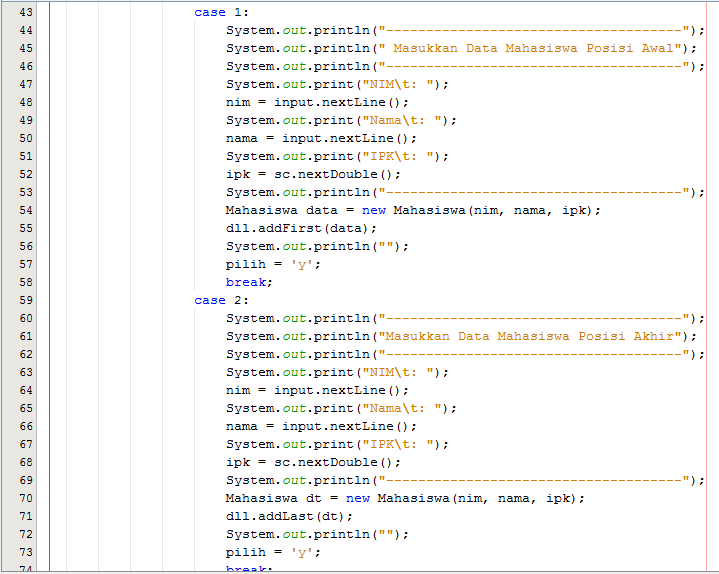 43 case 1:
44 System.out.println("-------------------------------------");
45 System.out.println(" Masukkan Data Mahasiswa Posisi Awal");
46 System.out.println("-------------------------------------");
47 System.out.print("NIM\t: ");
48 nim = input.nextLine();
49 System.out.print("Nama\t: ");
50 nama = input.nextLine();
51 System.out.print("IPK\t: ");
52 ipk = sc.nextDouble();
53 System.out.println("-------------------------------------");
54 Mahasiswa data = new Mahasiswa(nim, nama, ipk);
55 dll.addFirst(data);
56 System.out.println("");
57 pilih = 'y';
58 break;
59 case 2:
60 System.out.println("-------------------------------------");
61 System.out.println("Masukkan Data Mahasiswa Posisi Akhir");
62 System.out.println("-------------------------------------");
63 System.out.print("NIM\t: ");
64 nim = input.nextLine();
65 System.out.print("Nama\t: ");
66 nama = input.nextLine();
67 System.out.print("IPK\t: ");
68 ipk = sc.nextDouble();
69 System.out.println("-------------------------------------");
70 Mahasiswa dt = new Mahasiswa(nim, nama, ipk);
71 dll.addLast(dt);
72 System.out.println("");
73 pilih = 'y';
74 break;